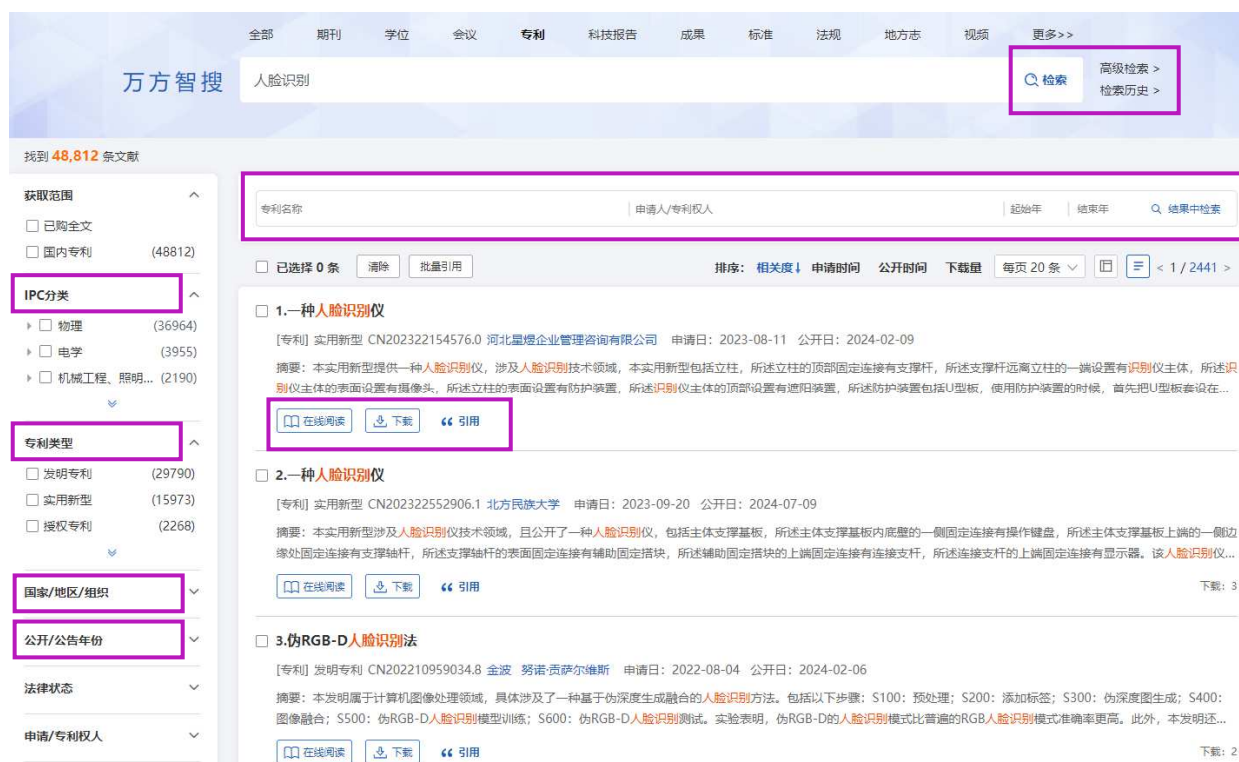 全部 期刊 学位 会议 专利 科技报告 成果 标准 法规 地方志 视频 更多>>
万方智搜 人脸识别 检索 高级检索 >
检索历史 >
找到 48,812 条文献
获取范围
已购全文
国内专利 (48812)
IPC分类
物理 (36964)
电学 (3955)
机械工程、照明... (2190)
专利类型
发明专利 (29790)
实用新型 (15973)
授权专利 (2268)
国家/地区/组织
公开/公告年份
法律状态
申请/专利权人
专利名称 申请人/专利权人 起始年 结束年 结果中检索
已选择 0 条 清除 批量引用 排序: 相关度↓ 申请时间 公开时间 下载量 每页 20 条 < 1 / 2441 >
1.一种人脸识别仪
[专利] 实用新型 CN202322154576.0 河北星煜企业管理咨询有限公司 申请日: 2023-08-11 公开日: 2024-02-09
摘要: 本实用新型提供一种人脸识别仪，涉及人脸识别技术领域，本实用新型包括立柱，所述立柱的顶部固定连接有支撑杆，所述支撑杆远离立柱的一端设置有识别仪主体，所述识
别仪主体的表面设置有摄像头，所述立柱的表面设置有防护装置，所述识别仪主体的顶部设置有遮阳装置，所述防护装置包括U型板，使用防护装置的时候，首先把U型板套设在...
在线阅读 下载 引用
2.一种人脸识别仪
[专利] 实用新型 CN202322552906.1 北方民族大学 申请日: 2023-09-20 公开日: 2024-07-09
摘要: 本实用新型涉及人脸识别仪技术领域，且公开了一种人脸识别仪，包括主体支撑基板，所述主体支撑基板内底壁的一侧固定连接有操作键盘，所述主体支撑基板上端的一侧边
缘处固定连接有支撑轴杆，所述支撑轴杆的表面固定连接有辅助固定搭块，所述辅助固定搭块的上端固定连接有连接支杆，所述连接支杆的上端固定连接有显示器。该人脸识别仪...
在线阅读 下载 引用 下载: 3
3.伪RGB-D人脸识别法
[专利] 发明专利 CN202210959034.8 金波 努诺·贡萨尔维斯 申请日: 2022-08-04 公开日: 2024-02-06
摘要: 本发明属于计算机图像处理领域，具体涉及了一种基于伪深度生成融合的人脸识别方法。包括以下步骤: S100: 预处理; S200: 添加标签; S300: 伪深度图生成; S400:
图像融合; S500: 伪RGB-D人脸识别模型训练; S600: 伪RGB-D人脸识别测试。实验表明，伪RGB-D的人脸识别模式比普遍的RGB人脸识别模式准确率更高。此外，本发明还...
在线阅读 下载 引用 下载: 2